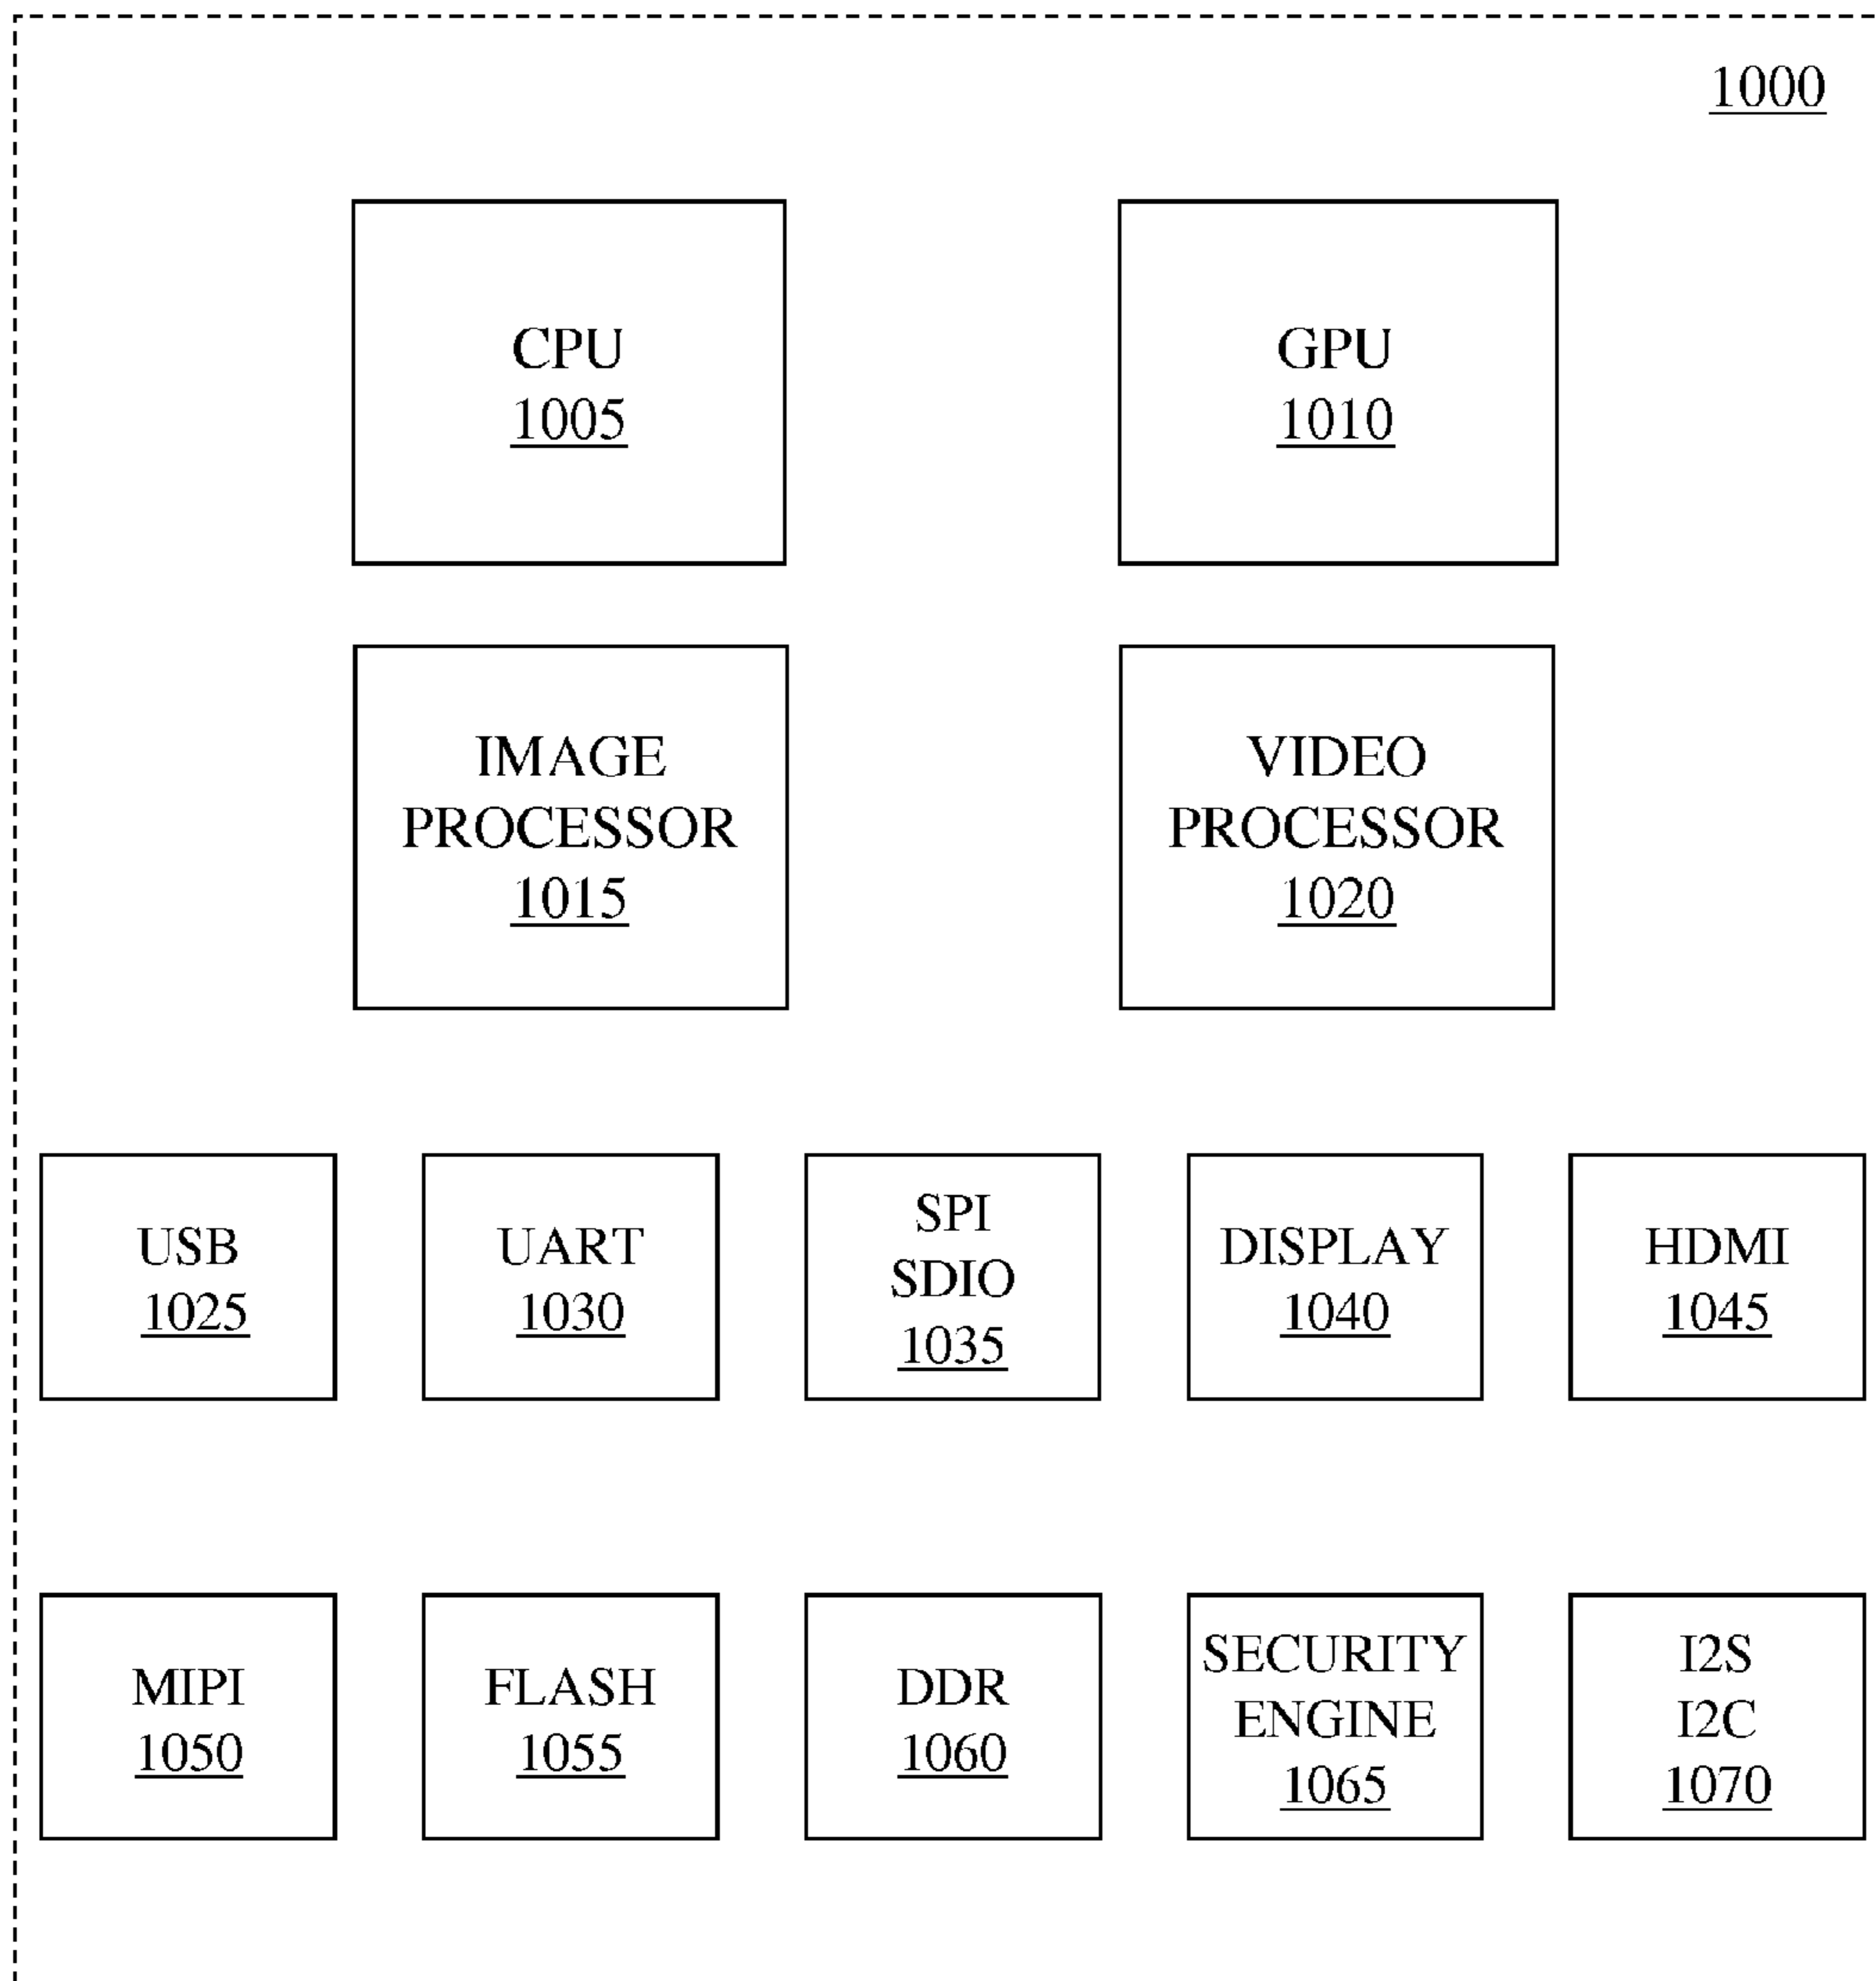 1000
CPU
1005
GPU
1010
IMAGE
PROCESSOR
1015
VIDEO
PROCESSOR
1020
USB
1025
UART
1030
SPI
SDIO
1035
DISPLAY
1040
HDMI
1045
MIPI
1050
FLASH
1055
DDR
1060
SECURITY
ENGINE
1065
I2S
I2C
1070